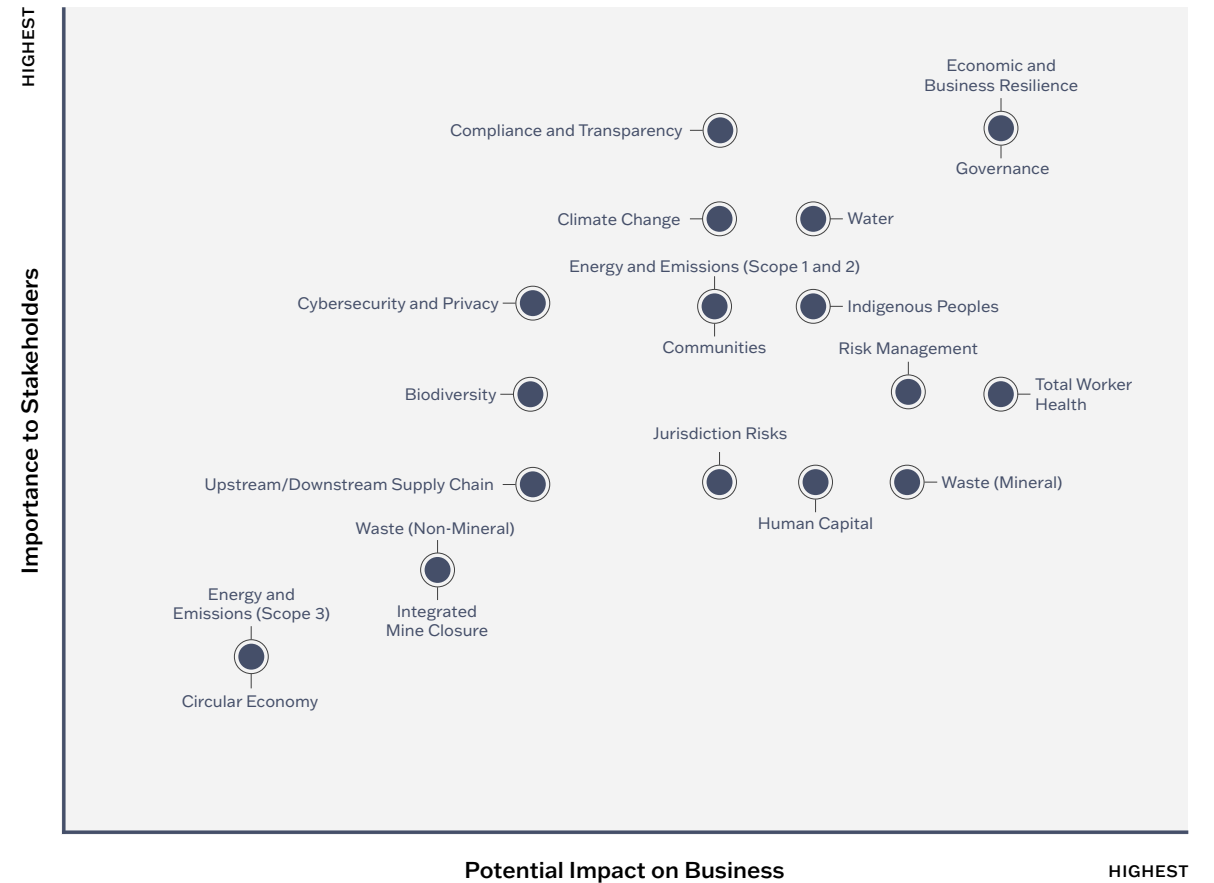 HIGHEST
Importance to Stakeholders
Economic and
Business Resilience
Compliance and Transparency
Governance
Climate Change
Water
Energy and Emissions (Scope 1 and 2)
Cybersecurity and Privacy
Indigenous Peoples
Communities
Risk Management
Biodiversity
Total Worker
Health
Jurisdiction Risks
Upstream/Downstream Supply Chain
Waste (Mineral)
Human Capital
Waste (Non-Mineral)
Integrated
Mine Closure
Energy and
Emissions (Scope 3)
Circular Economy
Potential Impact on Business
HIGHEST